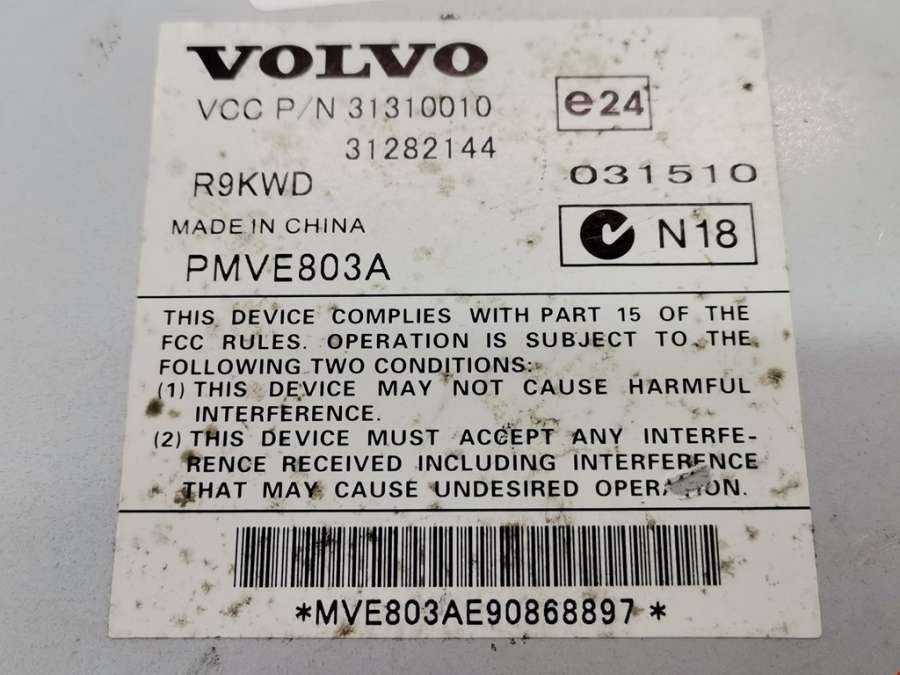 VOLVO
VCC P/N 31310010
e24
31282144
R9KWD
031510
MADE IN CHINA
N18
PMVE803A
THIS DEVICE COMPLIES WITH PART 15 OF THE
FCC RULES. OPERATION IS SUBJECT TO THE
FOLLOWING TWO CONDITIONS:
(1) THIS DEVICE MAY NOT CAUSE HARMFUL
INTERFERENCE.
(2) THIS DEVICE MUST ACCEPT ANY INTERFE-
RENCE RECEIVED INCLUDING INTERFERENCE
THAT MAY CAUSE UNDESIRED OPERATION.
*MVE803AE90868897*